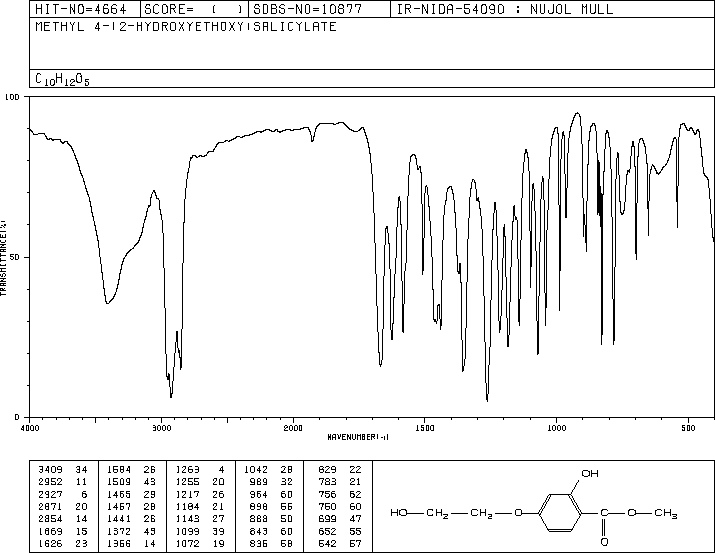 HIT-NO=4664 SCORE= ( ) SDBS-NO=10877 IR-NIDA-54090 : NUJOL MULL
METHYL 4-(2-HYDROXYETHOXY)SALICYLATE
C10H12O5
100
TRANSMITTANCE(%)
50
0
4000 3000 2000 1500 1000 500
WAVENUMBER(-1)
3409 34 1584 26 1263 4 1042 28 829 22
2952 11 1509 43 1255 20 989 32 783 21
2927 6 1465 29 1217 26 964 60 756 62
2871 20 1457 28 1184 21 898 55 750 60
2854 14 1441 26 1143 27 888 50 699 47
1669 15 1372 43 1099 39 843 60 652 55
1626 23 1356 14 1072 19 836 58 542 57
OH
HO CH2 CH2 O C O CH3
O